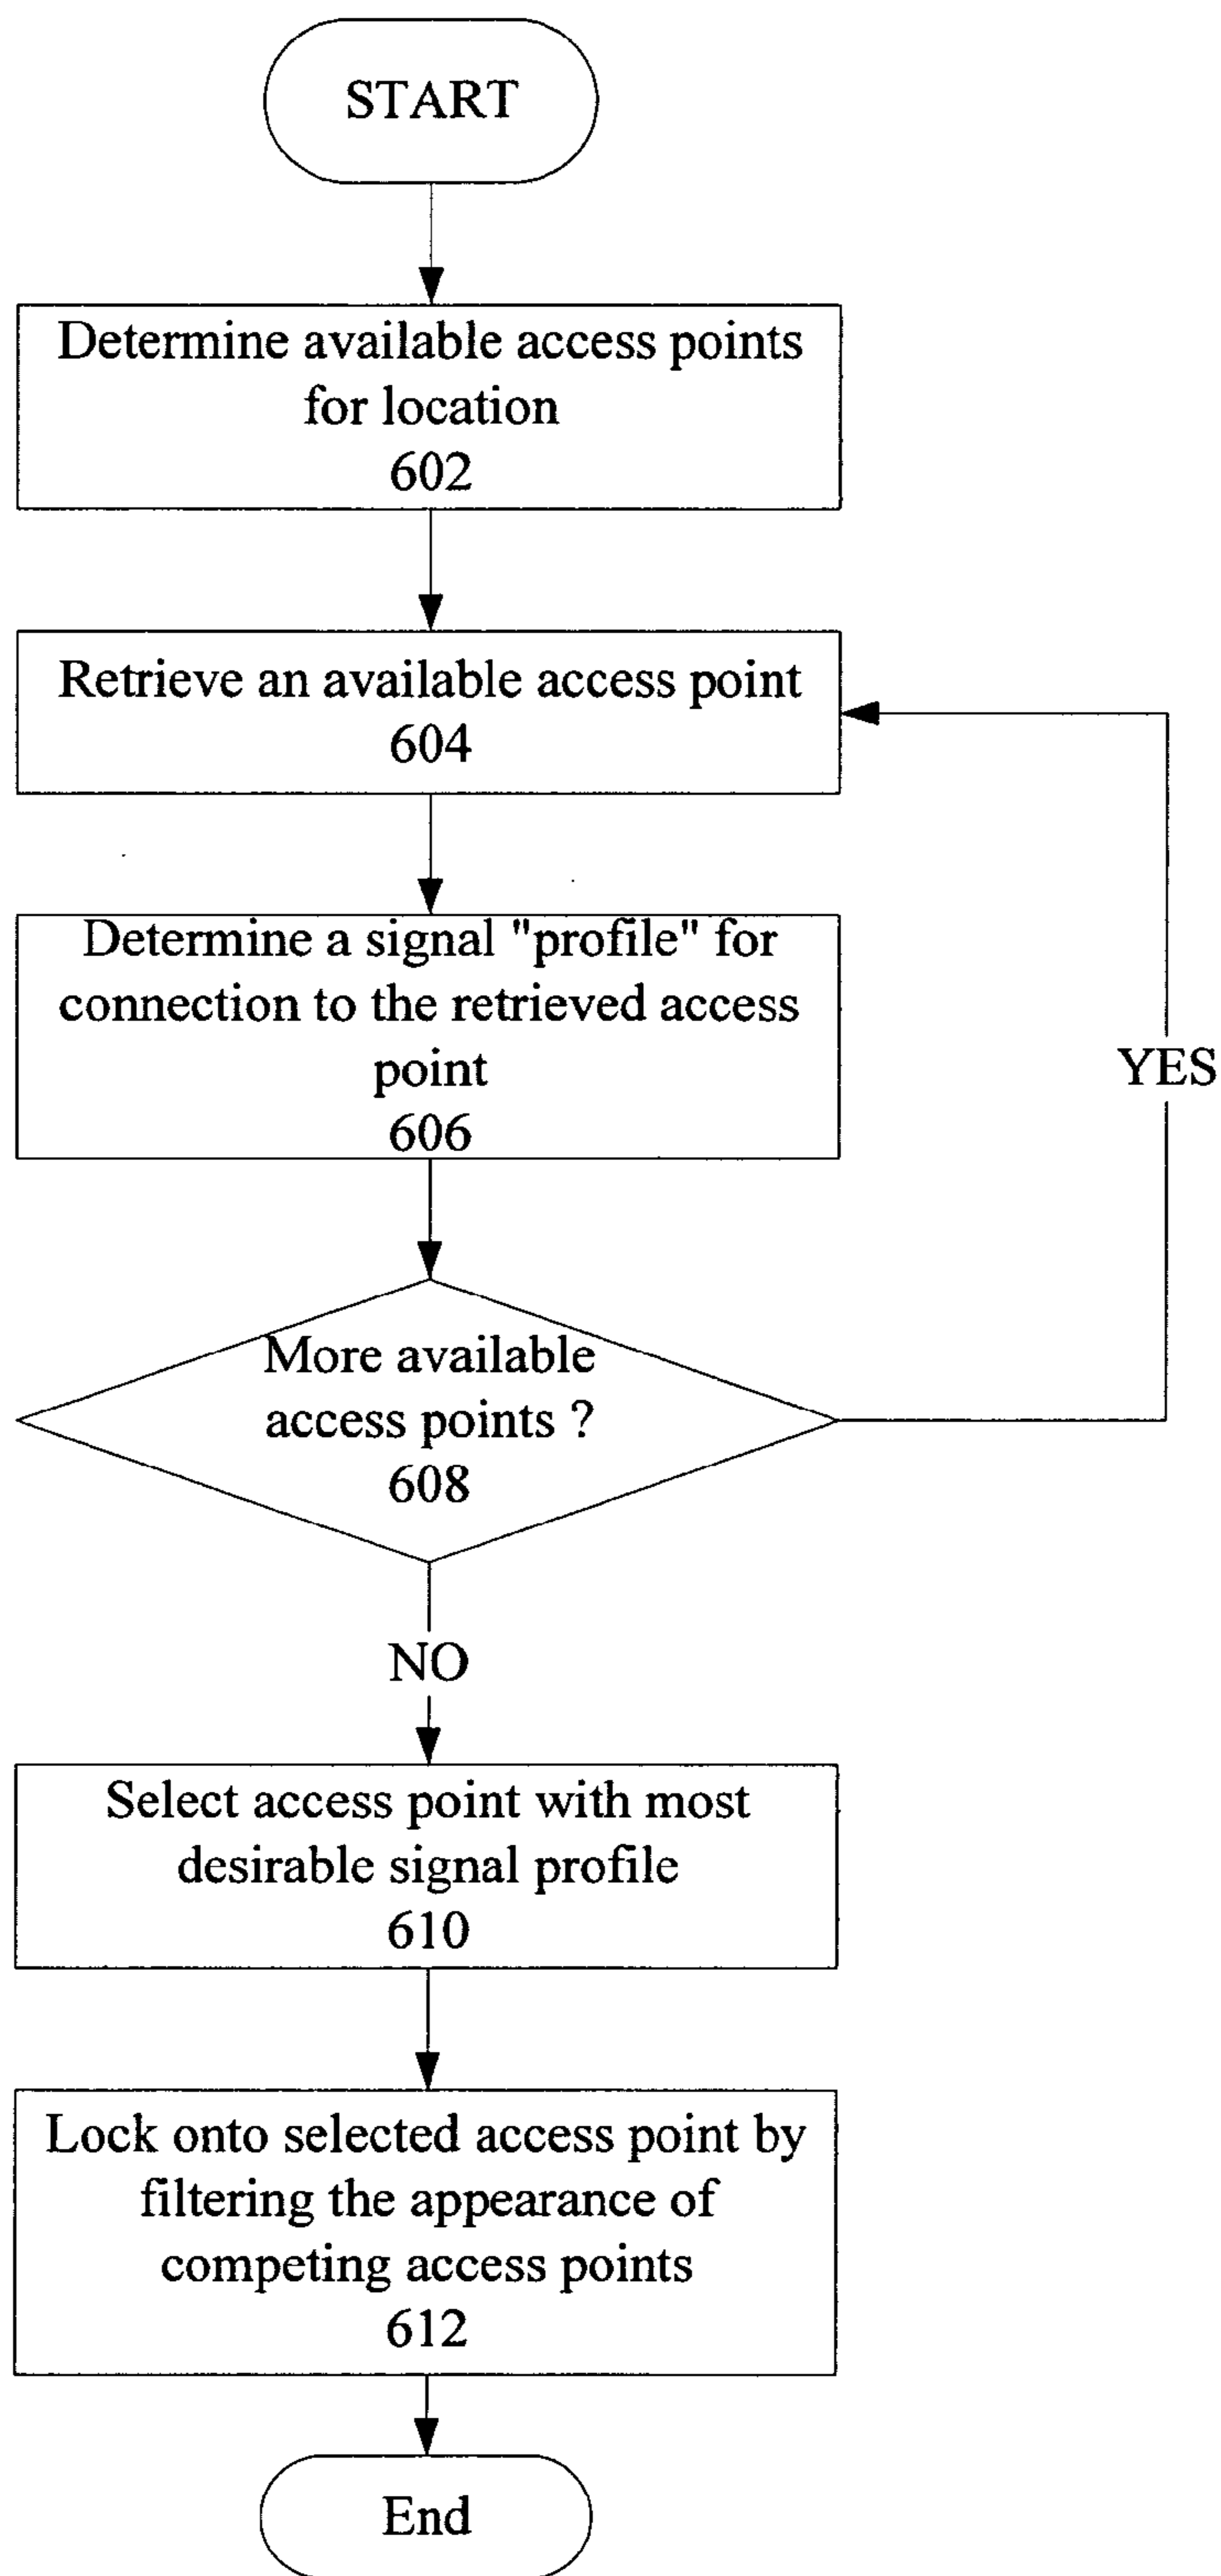 START
Determine available access points
for location
602
Retrieve an available access point
604
Determine a signal "profile" for
connection to the retrieved access
point
606
YES
More available
access points ?
608
NO
Select access point with most
desirable signal profile
610
Lock onto selected access point by
filtering the appearance of
competing access points
612
End